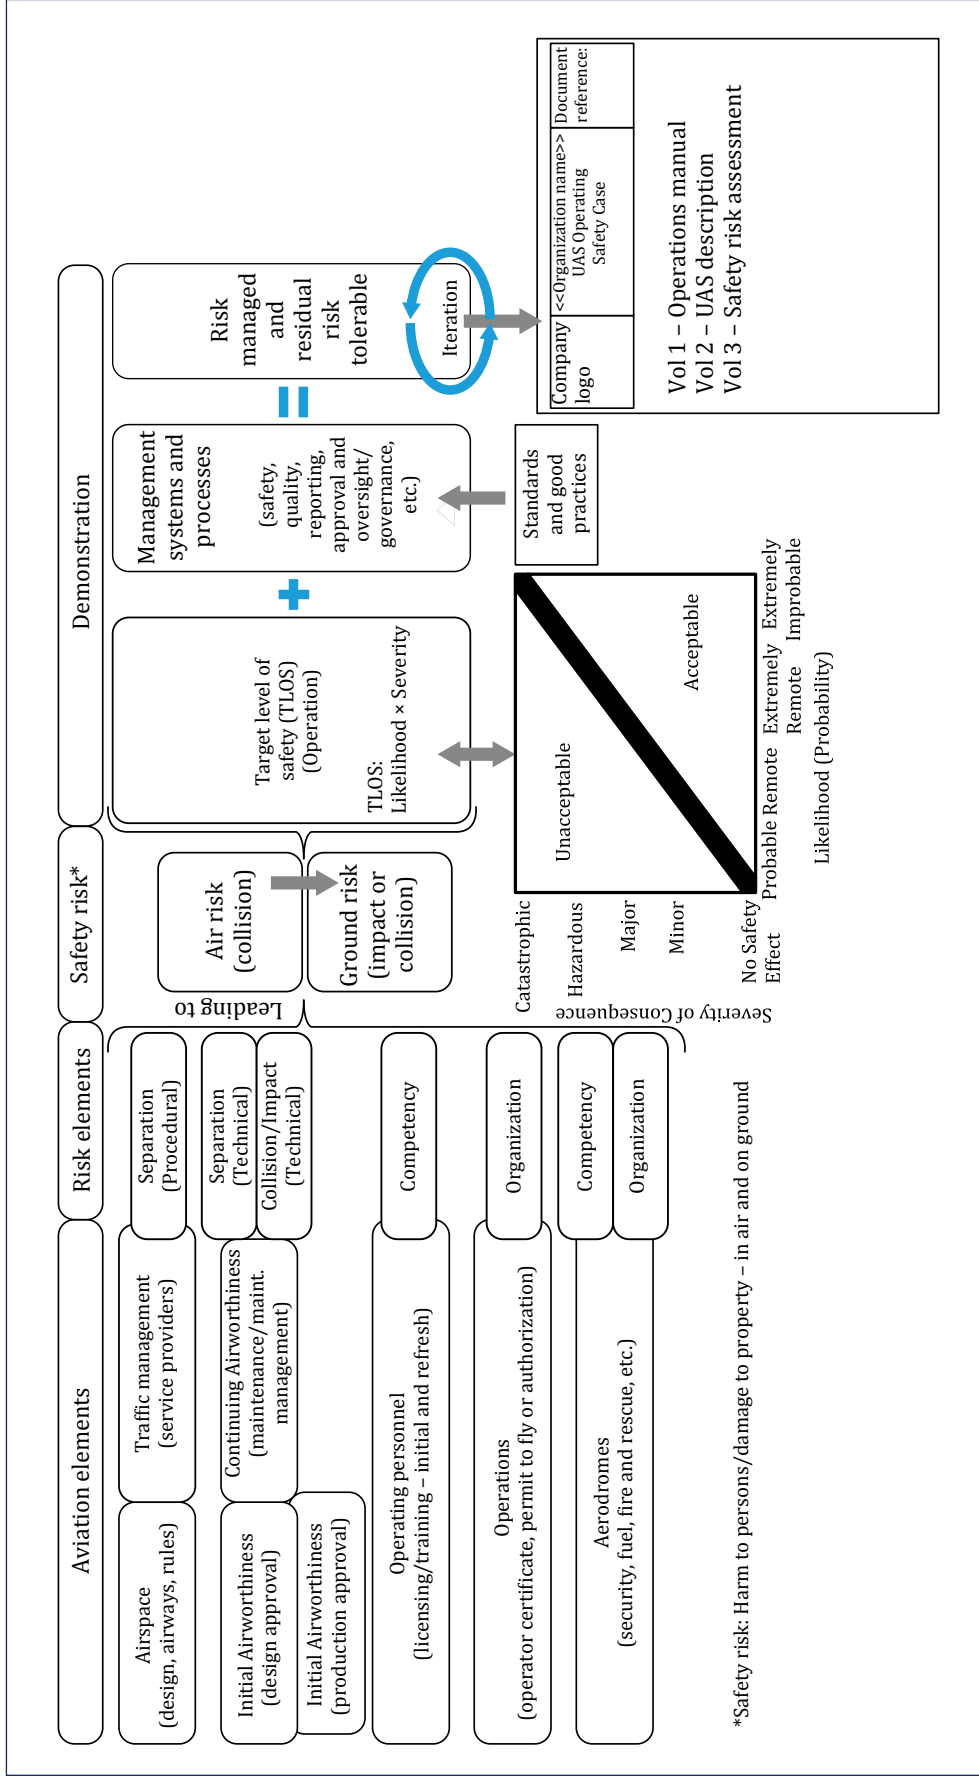 Aviation elements
Risk elements
Safety risk*
Demonstration
Airspace
(design, airways, rules)
Traffic management
(service providers)
Separation
(Procedural)
Initial Airworthiness
(design approval)
Continuing Airworthiness
(maintenance/maint.
management)
Separation
(Technical)
Collision/Impact
(Technical)
Initial Airworthiness
(production approval)
Operating personnel
(licensing/training – initial and refresh)
Competency
Operations
(operator certificate, permit to fly or authorization)
Organization
Aerodromes
(security, fuel, fire and rescue, etc.)
Competency
Organization
Leading to
Air risk
(collision)
Ground risk
(impact or
collision)
Target level of
safety (TLOS)
(Operation)
TLOS:
Likelihood × Severity
Management
systems and
processes
(safety,
quality,
reporting,
approval and
oversight/
governance,
etc.)
Risk
managed
and
residual
risk
tolerable
Iteration
Standards
and good
practices
Severity of Consequence
Catastrophic
Hazardous
Major
Minor
No Safety
Effect
Unacceptable
Acceptable
Probable
Remote
Extremely
Remote
Extremely
Improbable
Likelihood (Probability)
Company
logo
<<Organization name>>
UAS Operating
Safety Case
Document
reference:
Vol 1 – Operations manual
Vol 2 – UAS description
Vol 3 – Safety risk assessment
*Safety risk: Harm to persons/damage to property – in air and on ground